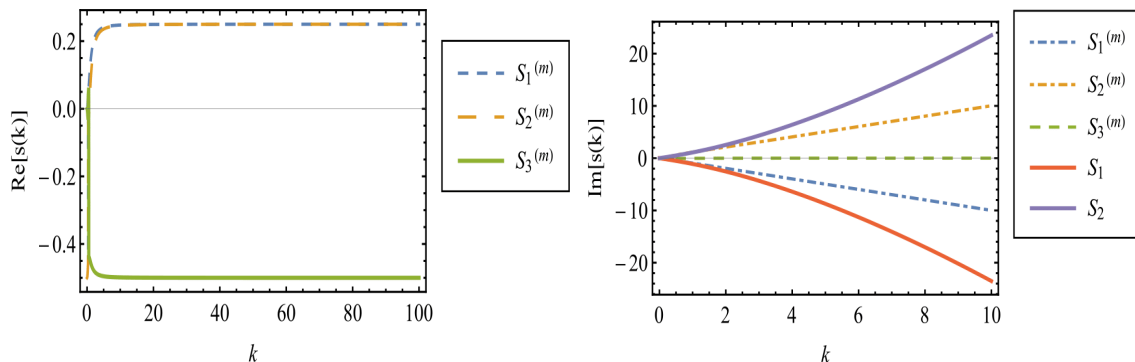 Re[s(k)]
0.2
0.0
−0.2
−0.4
0 20 40 60 80 100
k
S₁⁽ᵐ⁾
S₂⁽ᵐ⁾
S₃⁽ᵐ⁾
Im[s(k)]
20
10
0
−10
−20
0 2 4 6 8 10
k
S₁⁽ᵐ⁾
S₂⁽ᵐ⁾
S₃⁽ᵐ⁾
S₁
S₂